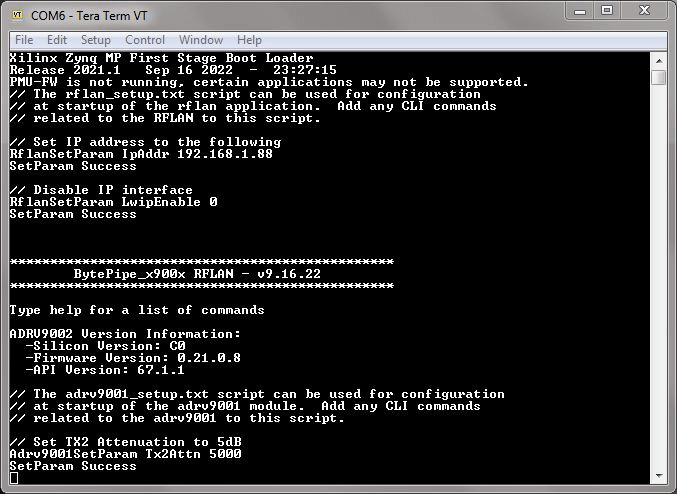 COM6 - Tera Term VT
File Edit Setup Control Window Help
Xilinx Zynq MP First Stage Boot Loader
Release 2021.1   Sep 16 2022  -  23:27:15
PMU-FW is not running, certain applications may not be supported.
// The rflan_setup.txt script can be used for configuration
// at startup of the rflan application.  Add any CLI commands
// related to the RFLAN to this script.
// Set IP address to the following
RflanSetParam IpAddr 192.168.1.88
SetParam Success
// Disable IP interface
RflanSetParam LwipEnable 0
SetParam Success
************************************************
BytePipe_x900x RFLAN - v9.16.22
************************************************
Type help for a list of commands
ADRV9002 Version Information:
-Silicon Version: C0
-Firmware Version: 0.21.0.8
-API Version: 67.1.1
// The adrv9001_setup.txt script can be used for configuration
// at startup of the adrv9001 module.  Add any CLI commands
// related to the adrv9001 to this script.
// Set TX2 Attenuation to 5dB
Adrv9001SetParam Tx2Attn 5000
SetParam Success